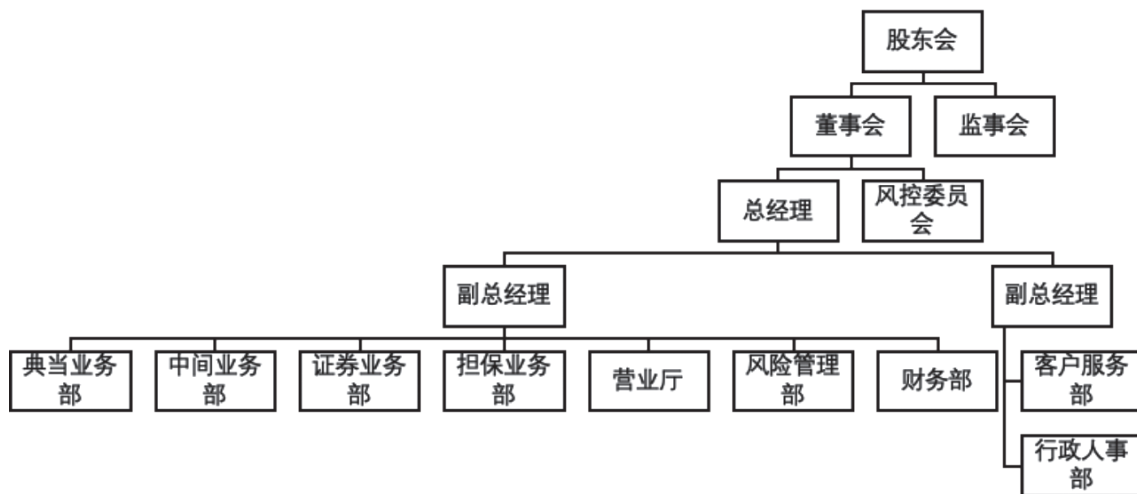 股东会
董事会
监事会
总经理
风控委员
会
副总经理
副总经理
典当业务
部
中间业务
部
证券业务
部
担保业务
部
营业厅
风险管理
部
财务部
客户服务
部
行政人事
部